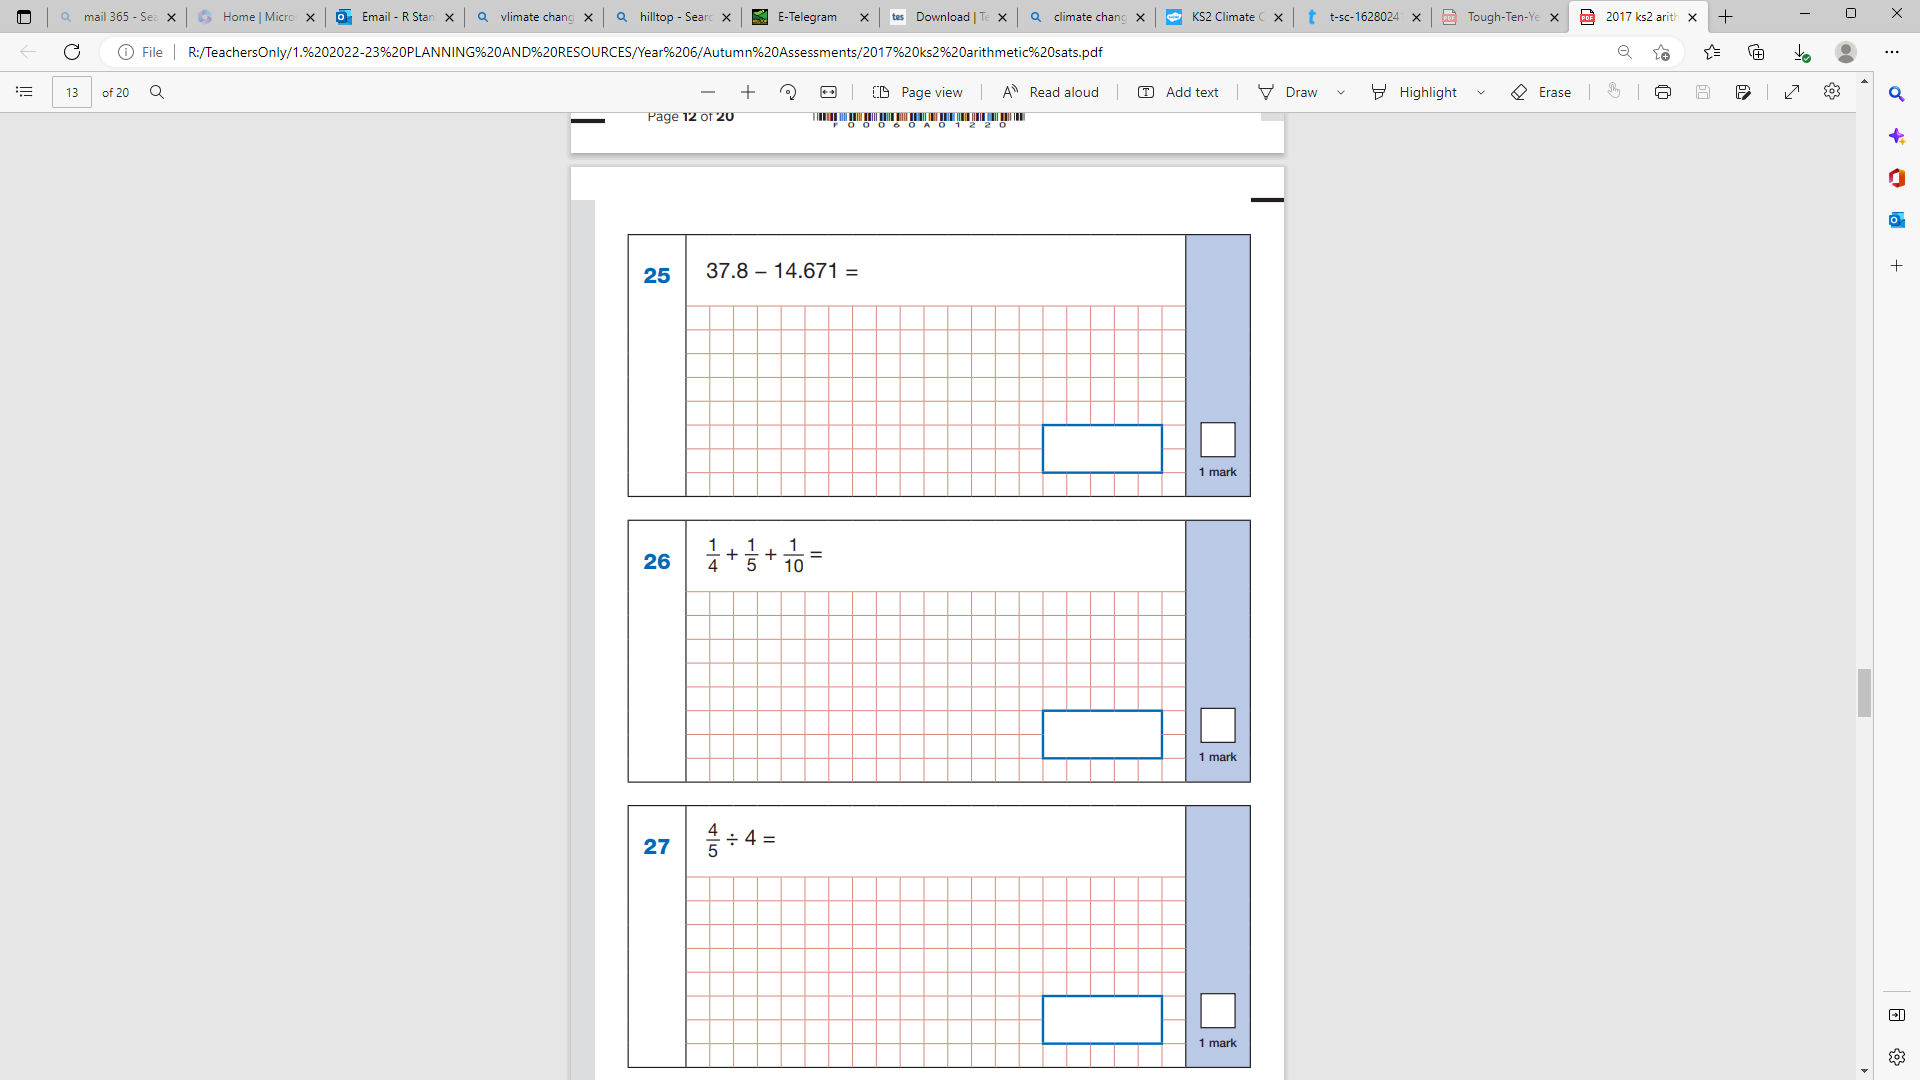 mail 365 - Sea
Home | Micro
Email - R Stan
vlimate chang
hilltop - Searc
E-Telegram
tes
Download | Te
climate chang
KS2 Climate C
t-sc-1628024
Tough-Ten-Ye
2017 ks2 arith
File
R:/TeachersOnly/1.%202022-23%20PLANNING%20AND%20RESOURCES/Year%206/Autumn%20Assessments/2017%20ks2%20arithmetic%20sats.pdf
13 of 20
Page view
Read aloud
Add text
Draw
Highlight
Erase
Page 12 of 20
F00060A01220
25
37.8 – 14.671 =
1 mark
26
1/4 + 1/5 + 1/10 =
1 mark
27
4/5 ÷ 4 =
1 mark